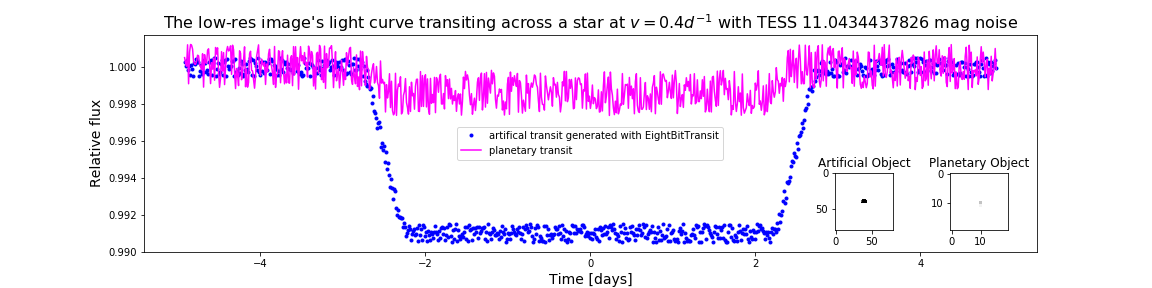 The low-res image's light curve transiting across a star at v = 0.4d⁻¹ with TESS 11.0434437826 mag noise
1.000
0.998
0.996
0.994
0.992
0.990
Relative flux
artifical transit generated with EightBitTransit
planetary transit
Artificial Object
0
50
0
50
Planetary Object
0
10
0
10
−4
−2
0
2
4
Time [days]